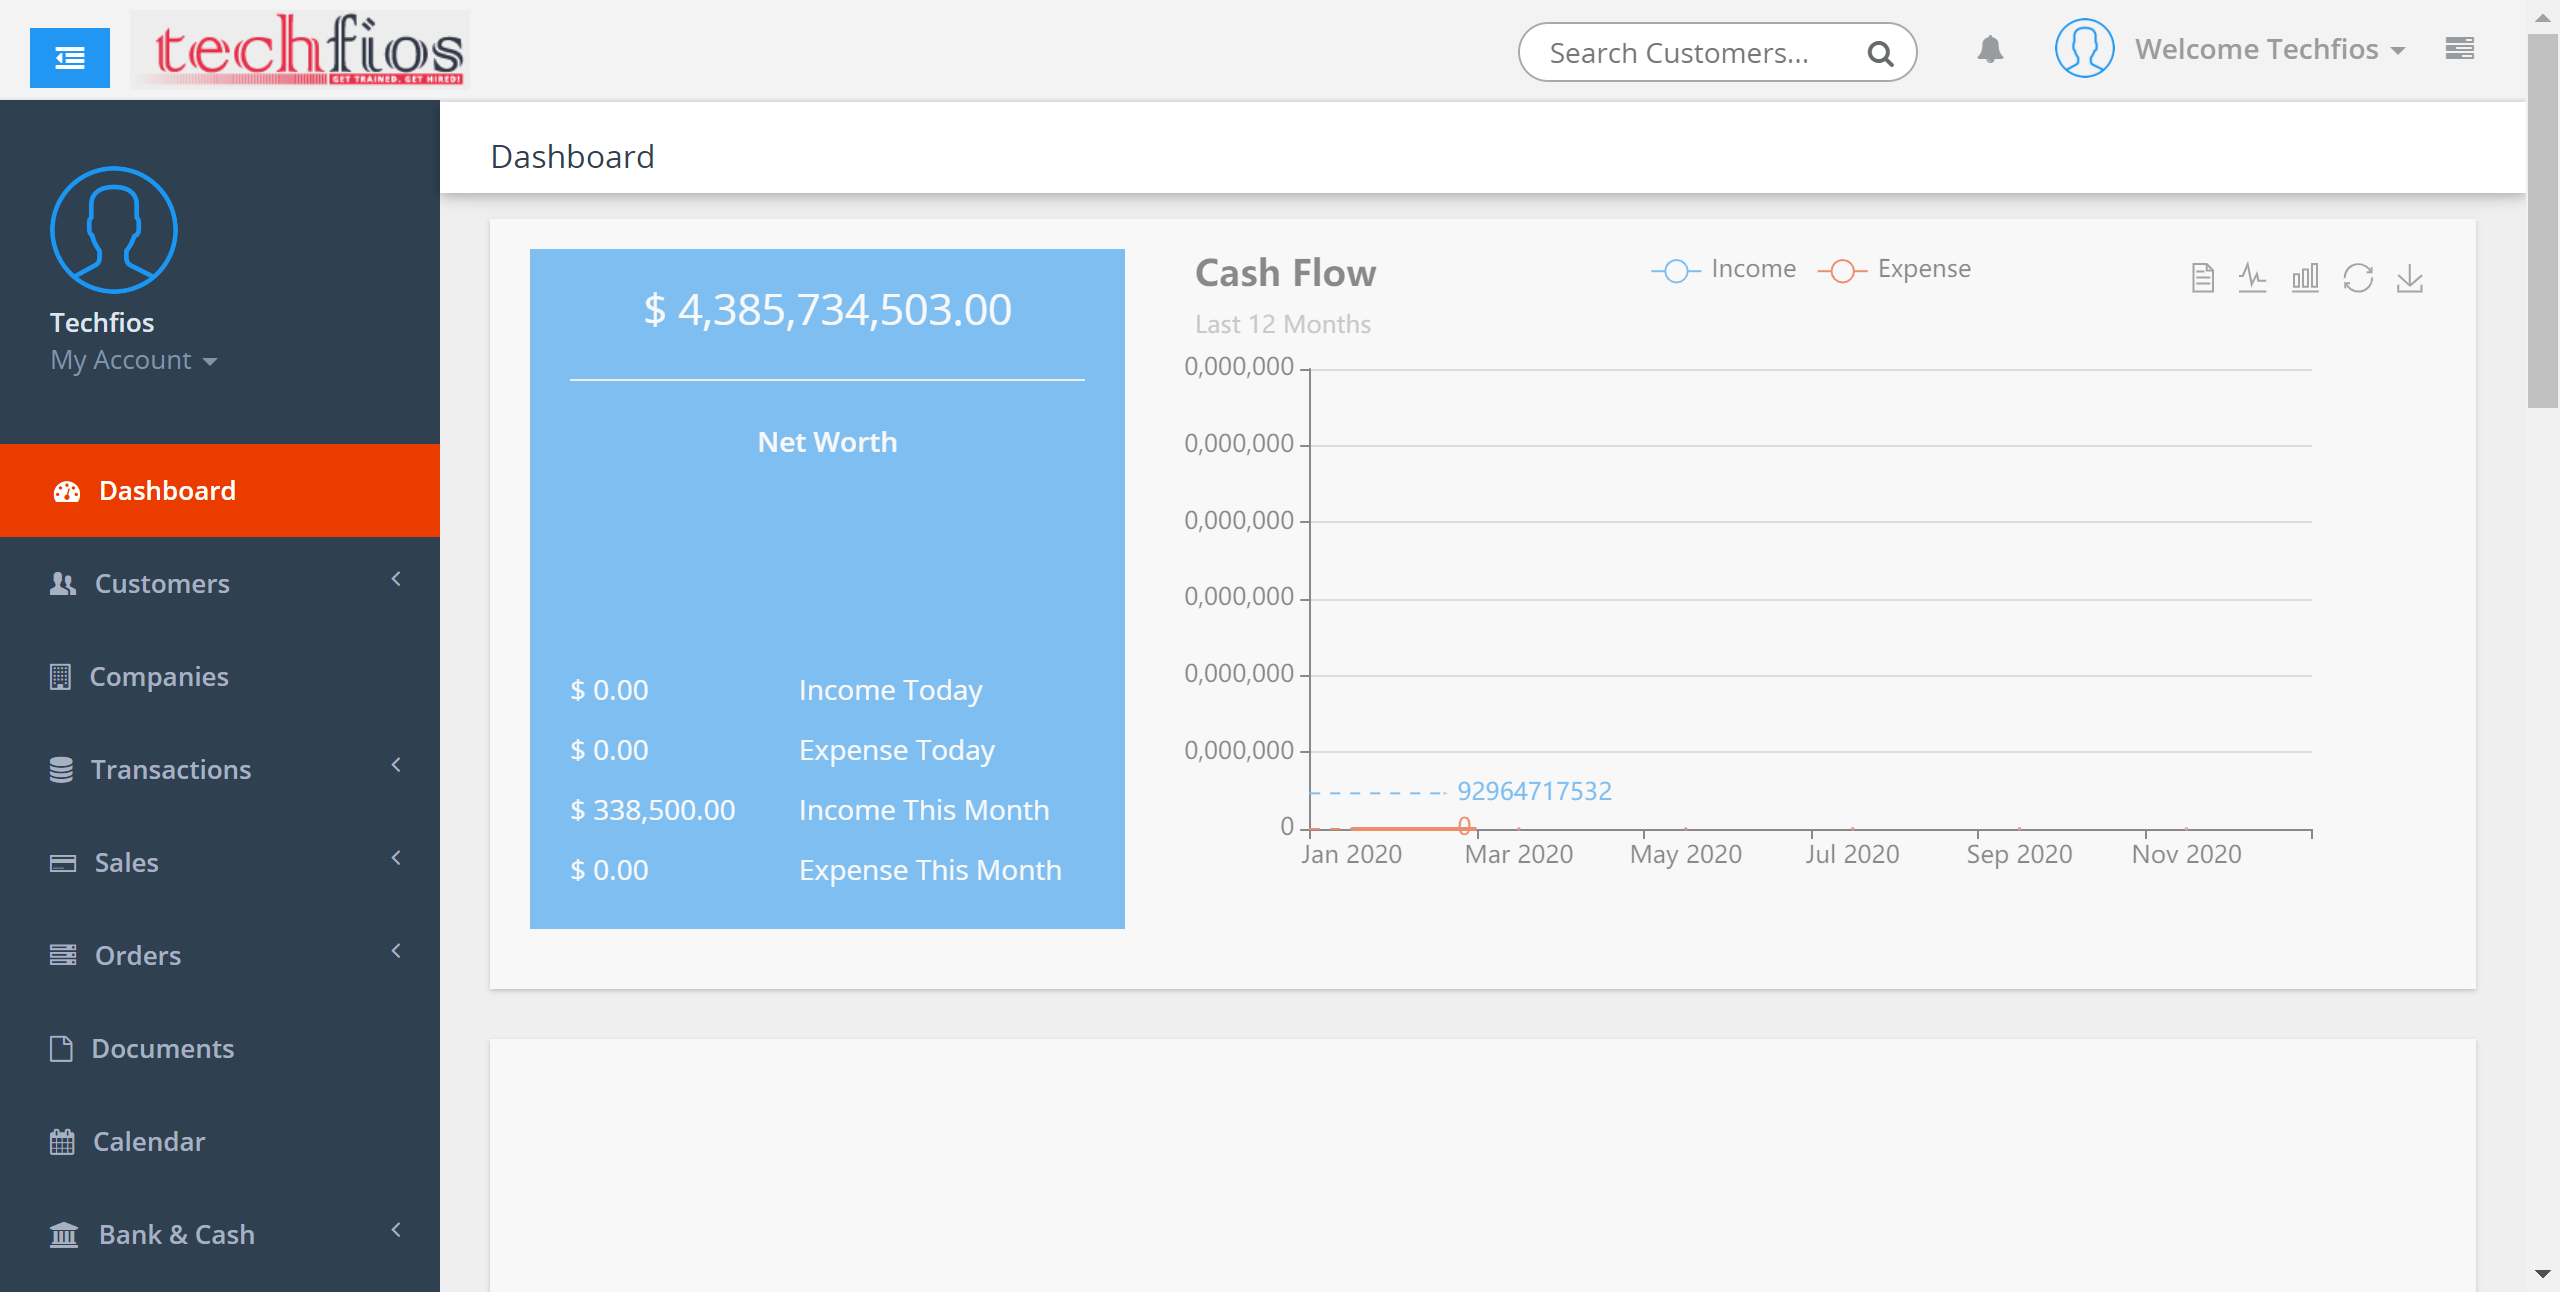 techfios
GET TRAINED. GET HIRED!
Search Customers...
Welcome Techfios
Techfios
My Account
Dashboard
Customers
Companies
Transactions
Sales
Orders
Documents
Calendar
Bank & Cash
Dashboard
$ 4,385,734,503.00
Net Worth
$ 0.00 Income Today
$ 0.00 Expense Today
$ 338,500.00 Income This Month
$ 0.00 Expense This Month
Cash Flow
Last 12 Months
Income Expense
0,000,000
0,000,000
0,000,000
0,000,000
0,000,000
0,000,000
92964717532
0
0
Jan 2020 Mar 2020 May 2020 Jul 2020 Sep 2020 Nov 2020